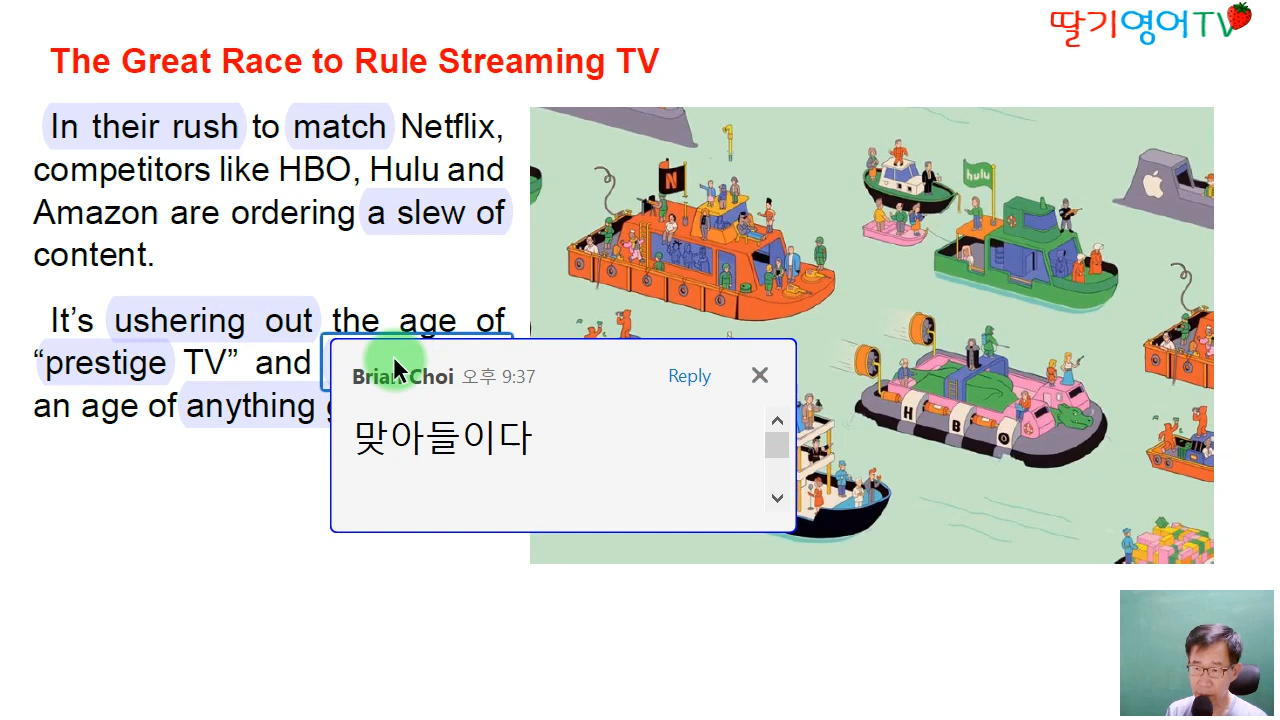 딸기영어TV
The Great Race to Rule Streaming TV
In their rush to match Netflix,
competitors like HBO, Hulu and
Amazon are ordering a slew of
content.
It’s ushering out the age of
“prestige TV” and
an age of anything
N
hulu
H B O
Brian Choi 오후 9:37 Reply
맞아들이다